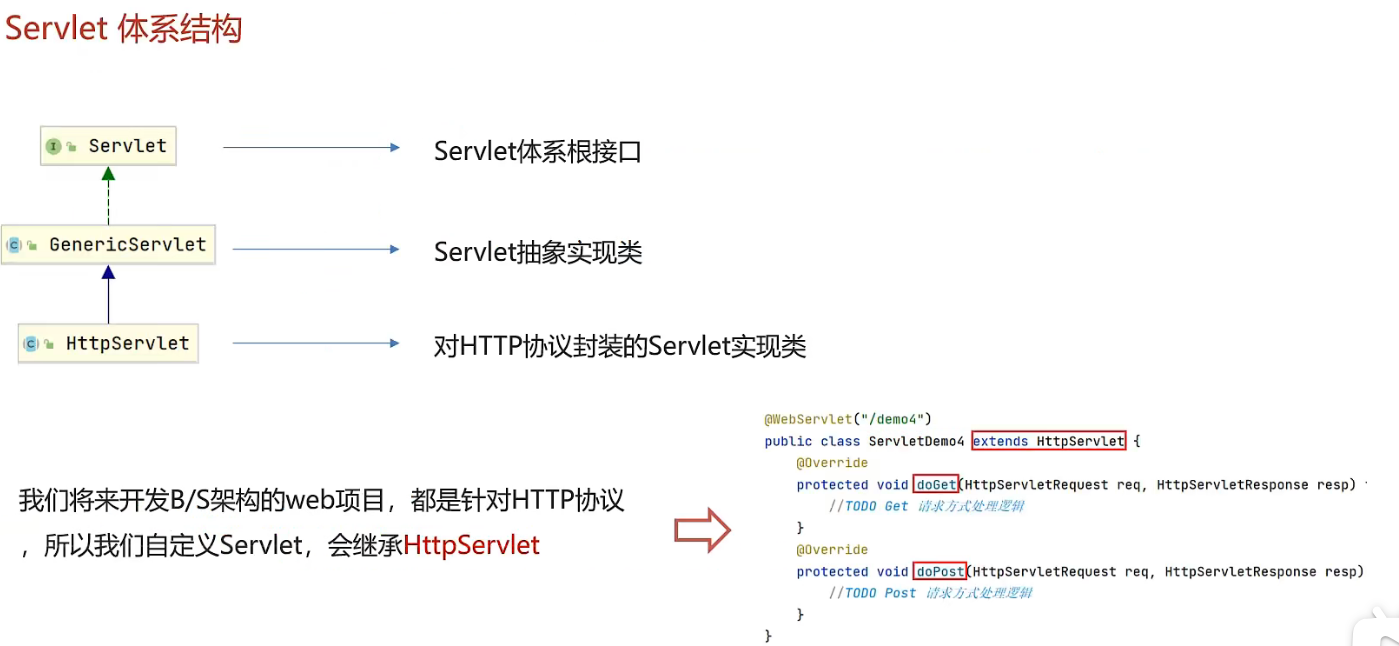 Servlet 体系结构
Servlet
Servlet体系根接口
GenericServlet
Servlet抽象实现类
HttpServlet
对HTTP协议封装的Servlet实现类
我们将来开发B/S架构的web项目，都是针对HTTP协议
，所以我们自定义Servlet，会继承HttpServlet
@WebServlet("/demo4")
public class ServletDemo4 extends HttpServlet {
@Override
protected void doGet(HttpServletRequest req, HttpServletResponse resp)
//TODO Get 请求方式处理逻辑
}
@Override
protected void doPost(HttpServletRequest req, HttpServletResponse resp)
//TODO Post 请求方式处理逻辑
}
}